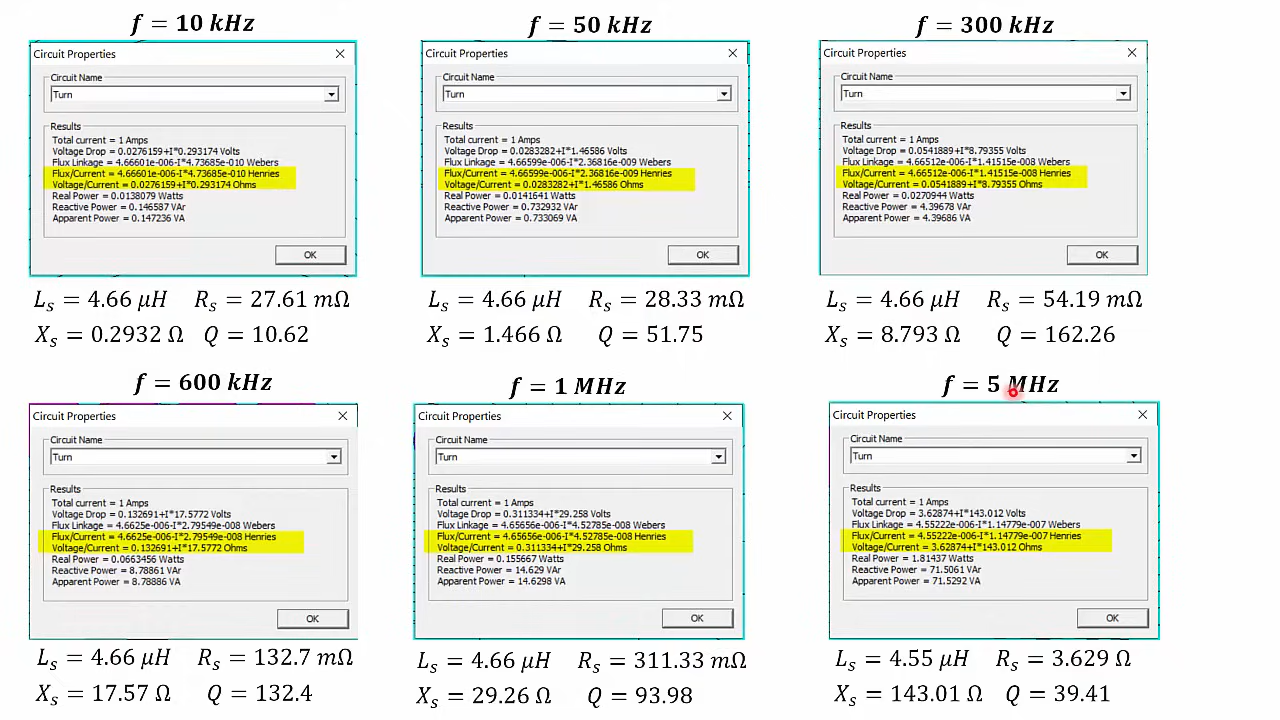 f = 10 kHz
Circuit Properties
Circuit Name
Turn
Results
Total current = 1 Amps
Voltage Drop = 0.0276159+I*0.293174 Volts
Flux Linkage = 4.66601e-006-I*4.73685e-010 Webers
Flux/Current = 4.66601e-006-I*4.73685e-010 Henries
Voltage/Current = 0.0276159+I*0.293174 Ohms
Real Power = 0.0138079 Watts
Reactive Power = 0.146587 VAr
Apparent Power = 0.147236 VA
OK
Lₛ = 4.66 μH Rₛ = 27.61 mΩ
Xₛ = 0.2932 Ω Q = 10.62
f = 50 kHz
Circuit Properties
Circuit Name
Turn
Results
Total current = 1 Amps
Voltage Drop = 0.0283282+I*1.46586 Volts
Flux Linkage = 4.66599e-006-I*2.36816e-009 Webers
Flux/Current = 4.66599e-006-I*2.36816e-009 Henries
Voltage/Current = 0.0283282+I*1.46586 Ohms
Real Power = 0.0141641 Watts
Reactive Power = 0.732932 VAr
Apparent Power = 0.733069 VA
OK
Lₛ = 4.66 μH Rₛ = 28.33 mΩ
Xₛ = 1.466 Ω Q = 51.75
f = 300 kHz
Circuit Properties
Circuit Name
Turn
Results
Total current = 1 Amps
Voltage Drop = 0.0541889+I*8.79355 Volts
Flux Linkage = 4.66512e-006-I*1.41515e-008 Webers
Flux/Current = 4.66512e-006-I*1.41515e-008 Henries
Voltage/Current = 0.0541889+I*8.79355 Ohms
Real Power = 0.0270944 Watts
Reactive Power = 4.39678 VAr
Apparent Power = 4.39686 VA
OK
Lₛ = 4.66 μH Rₛ = 54.19 mΩ
Xₛ = 8.793 Ω Q = 162.26
f = 600 kHz
Circuit Properties
Circuit Name
Turn
Results
Total current = 1 Amps
Voltage Drop = 0.132691+I*17.5772 Volts
Flux Linkage = 4.6625e-006-I*2.79549e-008 Webers
Flux/Current = 4.6625e-006-I*2.79549e-008 Henries
Voltage/Current = 0.132691+I*17.5772 Ohms
Real Power = 0.0663456 Watts
Reactive Power = 8.78861 VAr
Apparent Power = 8.78886 VA
OK
Lₛ = 4.66 μH Rₛ = 132.7 mΩ
Xₛ = 17.57 Ω Q = 132.4
f = 1 MHz
Circuit Properties
Circuit Name
Turn
Results
Total current = 1 Amps
Voltage Drop = 0.311334+I*29.258 Volts
Flux Linkage = 4.65656e-006-I*4.52785e-008 Webers
Flux/Current = 4.65656e-006-I*4.52785e-008 Henries
Voltage/Current = 0.311334+I*29.258 Ohms
Real Power = 0.155667 Watts
Reactive Power = 14.629 VAr
Apparent Power = 14.6298 VA
OK
Lₛ = 4.66 μH Rₛ = 311.33 mΩ
Xₛ = 29.26 Ω Q = 93.98
f = 5 MHz
Circuit Properties
Circuit Name
Turn
Results
Total current = 1 Amps
Voltage Drop = 3.62874+I*143.012 Volts
Flux Linkage = 4.55222e-006-I*1.14779e-007 Webers
Flux/Current = 4.55222e-006-I*1.14779e-007 Henries
Voltage/Current = 3.62874+I*143.012 Ohms
Real Power = 1.81437 Watts
Reactive Power = 71.5061 VAr
Apparent Power = 71.5292 VA
OK
Lₛ = 4.55 μH Rₛ = 3.629 Ω
Xₛ = 143.01 Ω Q = 39.41